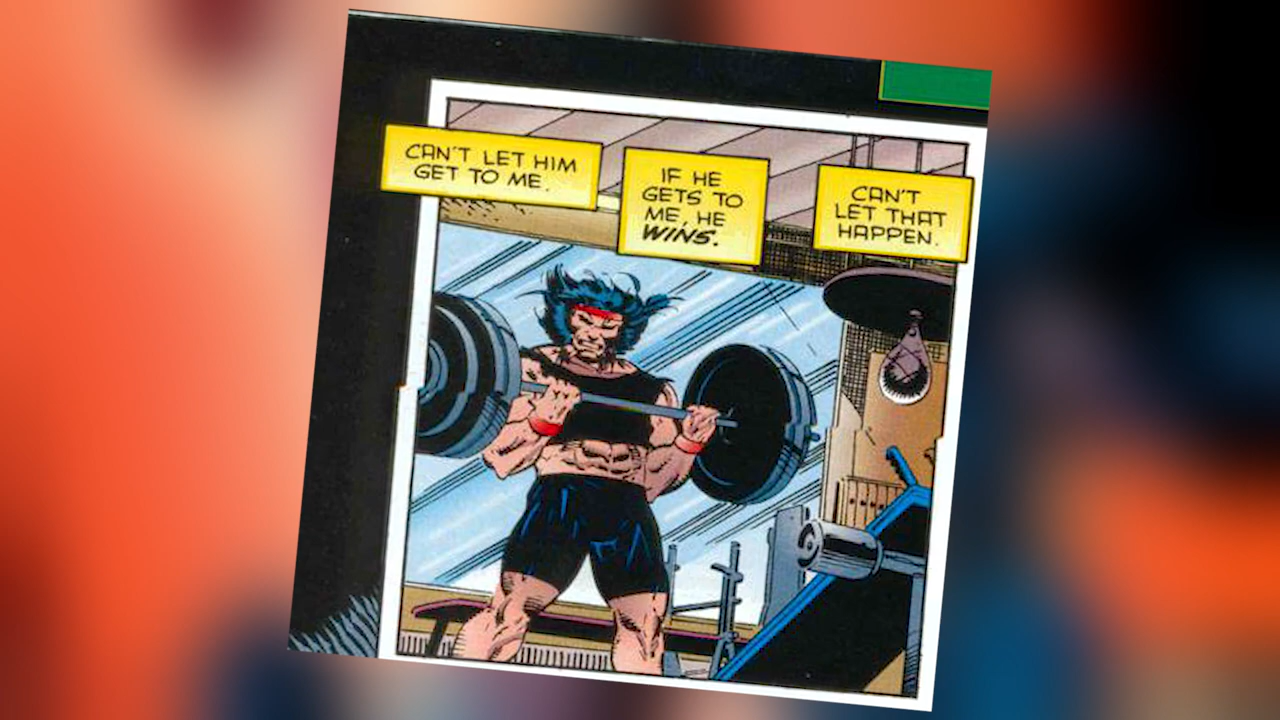 CAN'T LET HIM
GET TO ME.
IF HE
GETS TO
ME, HE
WINS.
CAN'T
LET THAT
HAPPEN.